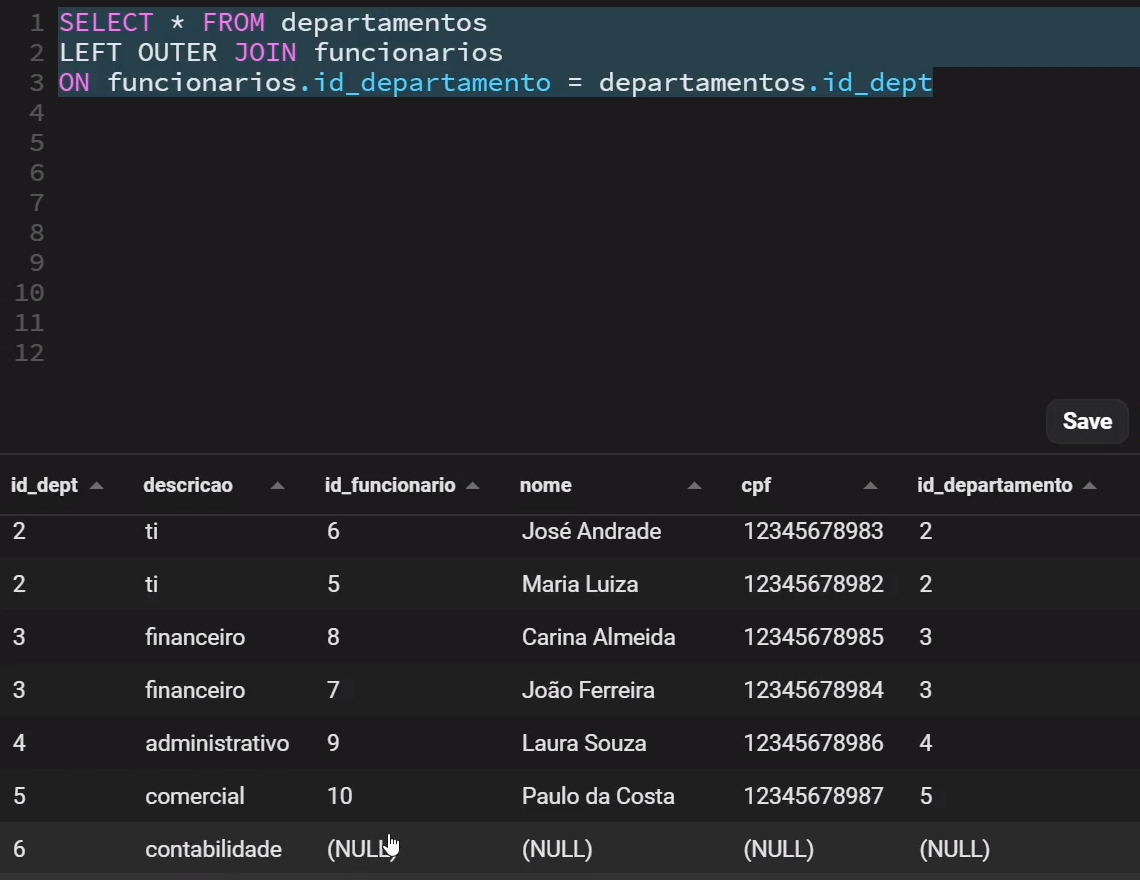 1 SELECT * FROM departamentos
2 LEFT OUTER JOIN funcionarios
3 ON funcionarios.id_departamento = departamentos.id_dept
4
5
6
7
8
9
10
11
12
Save
id_dept descricao id_funcionario nome cpf id_departamento
2 ti 6 José Andrade 12345678983 2
2 ti 5 Maria Luiza 12345678982 2
3 financeiro 8 Carina Almeida 12345678985 3
3 financeiro 7 João Ferreira 12345678984 3
4 administrativo 9 Laura Souza 12345678986 4
5 comercial 10 Paulo da Costa 12345678987 5
6 contabilidade (NULL) (NULL) (NULL) (NULL)